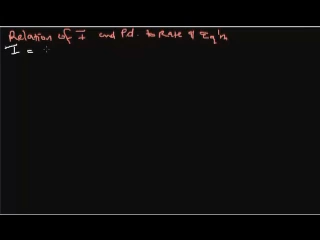 Relation of I and Pd. to Rate of Eq'n
I =